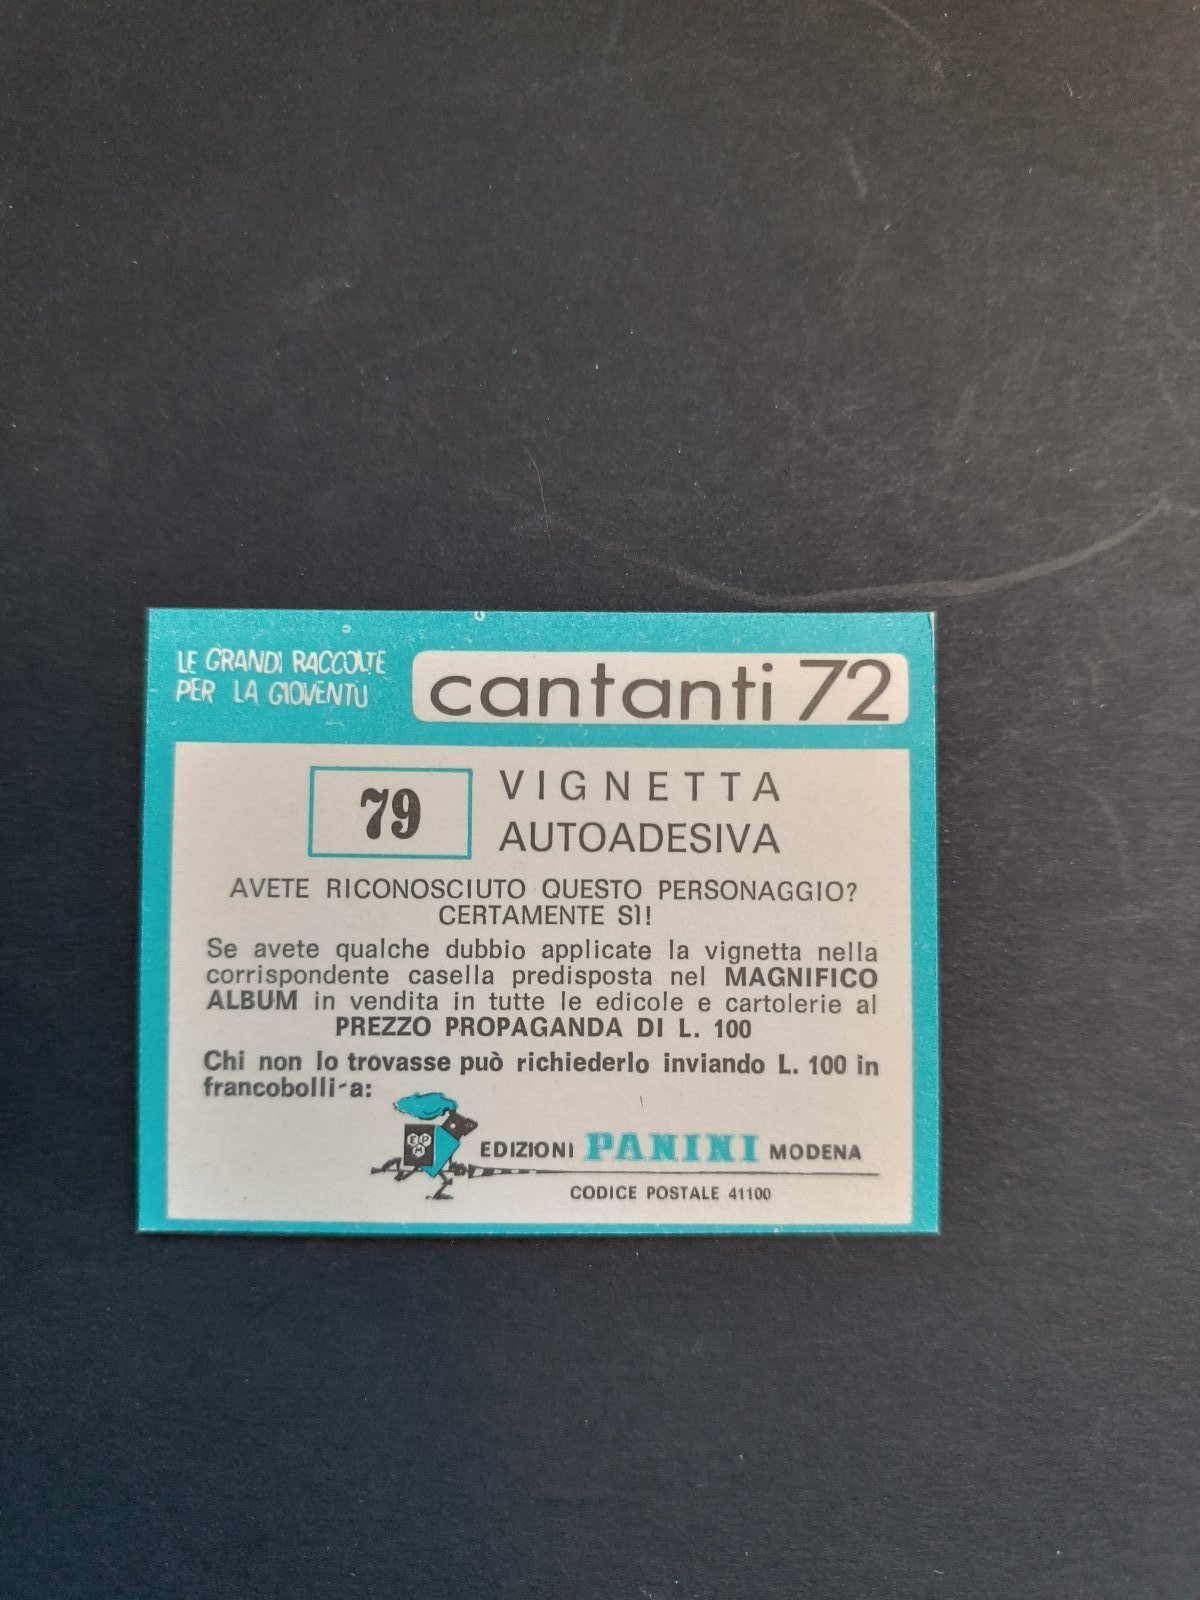 LE GRANDI RACCOLTE
PER LA GIOVENTÙ
cantanti 72
79
VIGNETTA
AUTOADESIVA
AVETE RICONOSCIUTO QUESTO PERSONAGGIO?
CERTAMENTE SÌ!
Se avete qualche dubbio applicate la vignetta nella
corrispondente casella predisposta nel MAGNIFICO
ALBUM in vendita in tutte le edicole e cartolerie al
PREZZO PROPAGANDA DI L. 100
Chi non lo trovasse può richiederlo inviando L. 100 in
francobolli a:
E P
M
EDIZIONI PANINI MODENA
CODICE POSTALE 41100